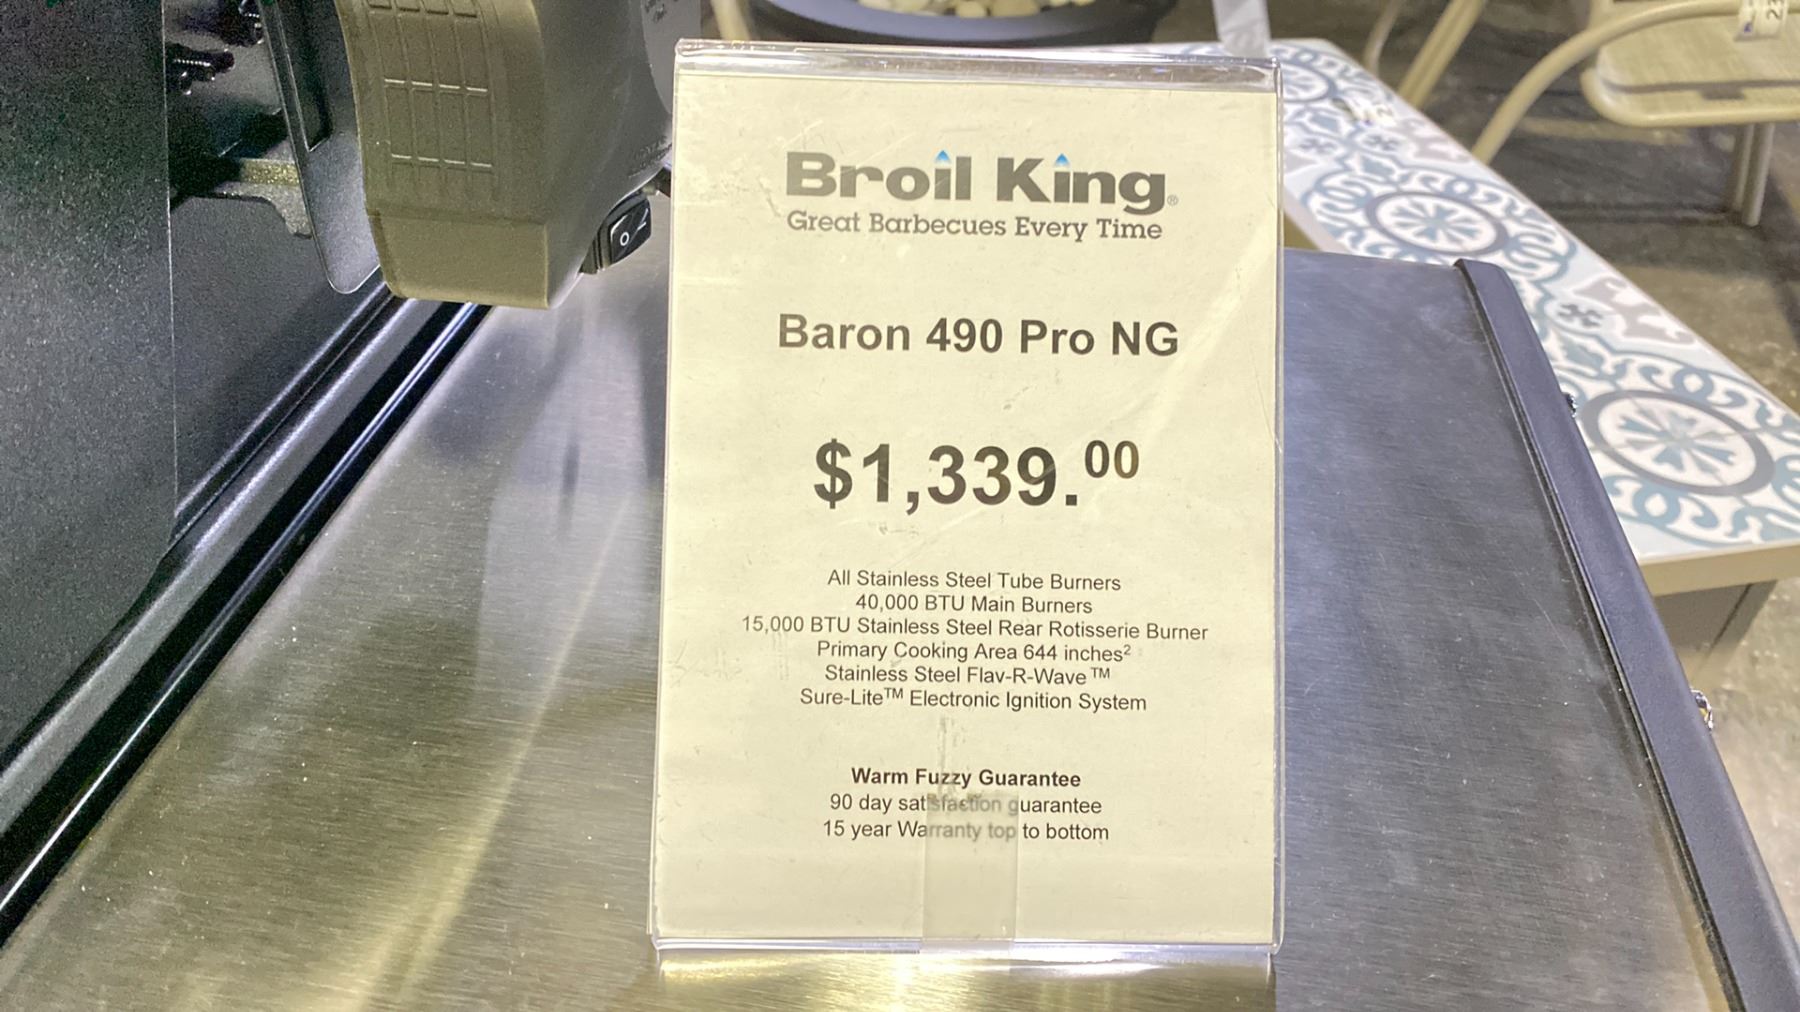 Broil King®
Great Barbecues Every Time
Baron 490 Pro NG
$1,339.00
All Stainless Steel Tube Burners
40,000 BTU Main Burners
15,000 BTU Stainless Steel Rear Rotisserie Burner
Primary Cooking Area 644 inches²
Stainless Steel Flav-R-Wave™
Sure-Lite™ Electronic Ignition System
Warm Fuzzy Guarantee
90 day satisfaction guarantee
15 year Warranty top to bottom